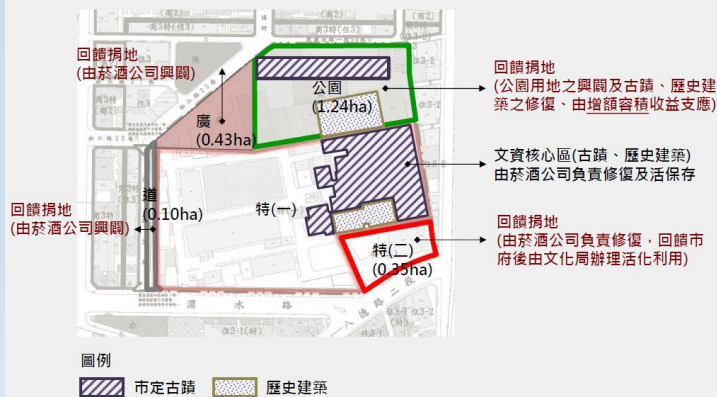 回饋捐地
(由菸酒公司興闢)
回饋捐地
(公園用地之興闢及古蹟、歷史建
築之修復、由增額容積收益支應)
公園
(1.24ha)
廣
(0.43ha)
文資核心區(古蹟、歷史建築)
由菸酒公司負責修復及活保存
道
(0.10ha)
特(一)
回饋捐地
(由菸酒公司興闢)
特(二)
(0.35ha)
回饋捐地
(由菸酒公司負責修復，回饋市
府後由文化局辦理活化利用)
渭水路
八德路二段
住3-1(特)
圖例
市定古蹟
歷史建築